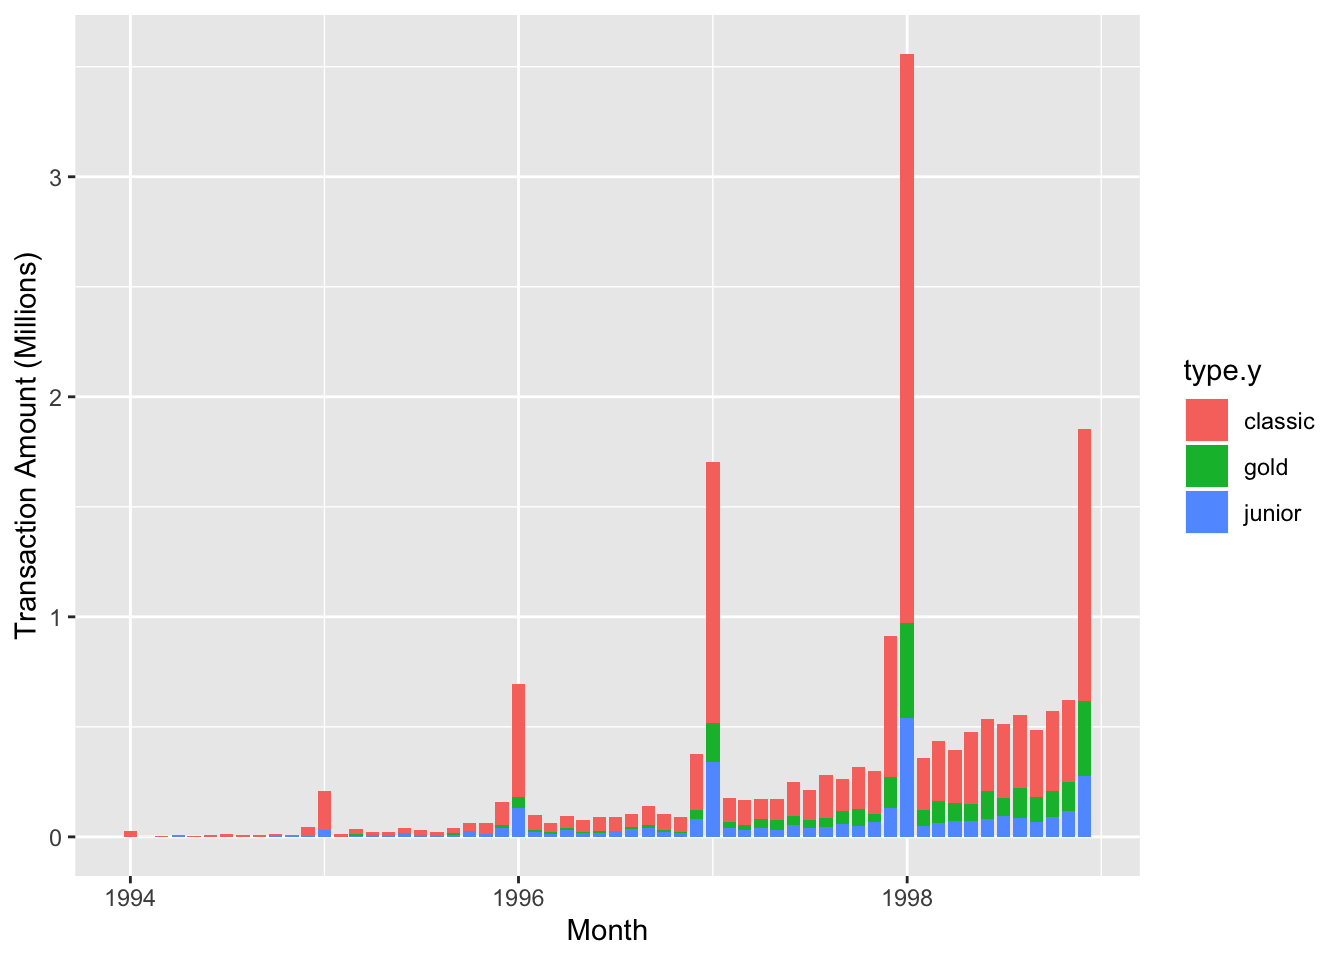 Transaction Amount (Millions)
3
2
1
0
1994
1996
1998
Month
type.y
classic
gold
junior